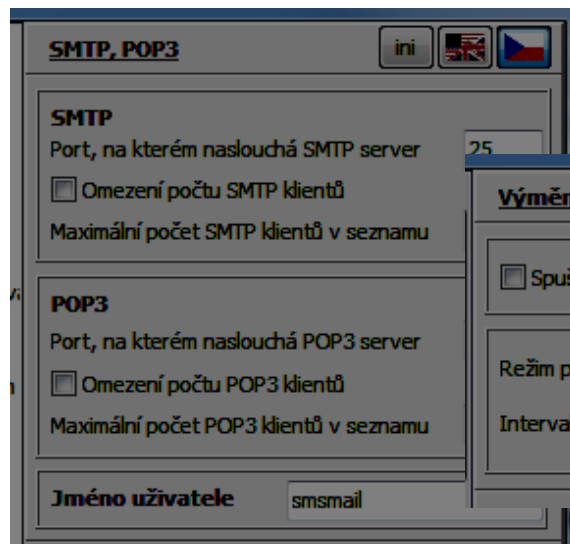 SMTP, POP3
ini
SMTP
Port, na kterém naslouchá SMTP server
25
Omezení počtu SMTP klientů
Maximální počet SMTP klientů v seznamu
POP3
Port, na kterém naslouchá POP3 server
Omezení počtu POP3 klientů
Maximální počet POP3 klientů v seznamu
Jméno uživatele
smsmail
Režim